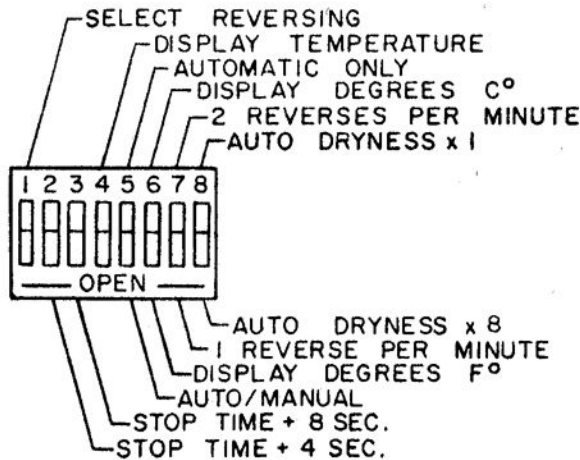 SELECT REVERSING
DISPLAY TEMPERATURE
AUTOMATIC ONLY
DISPLAY DEGREES C°
2 REVERSES PER MINUTE
AUTO DRYNESS x 1
1 2 3 4 5 6 7 8
OPEN
AUTO DRYNESS x 8
1 REVERSE PER MINUTE
DISPLAY DEGREES F°
AUTO/MANUAL
STOP TIME + 8 SEC.
STOP TIME + 4 SEC.